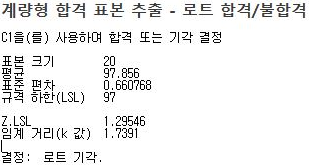 계량형 합격 표본 추출 - 로트 합격/불합격
C1을(를) 사용하여 합격 또는 기각 결정
표본 크기 20
평균 97.856
표준 편차 0.660768
규격 하한(LSL) 97
Z.LSL 1.29546
임계 거리(k 값) 1.7391
결정: 로트 기각.